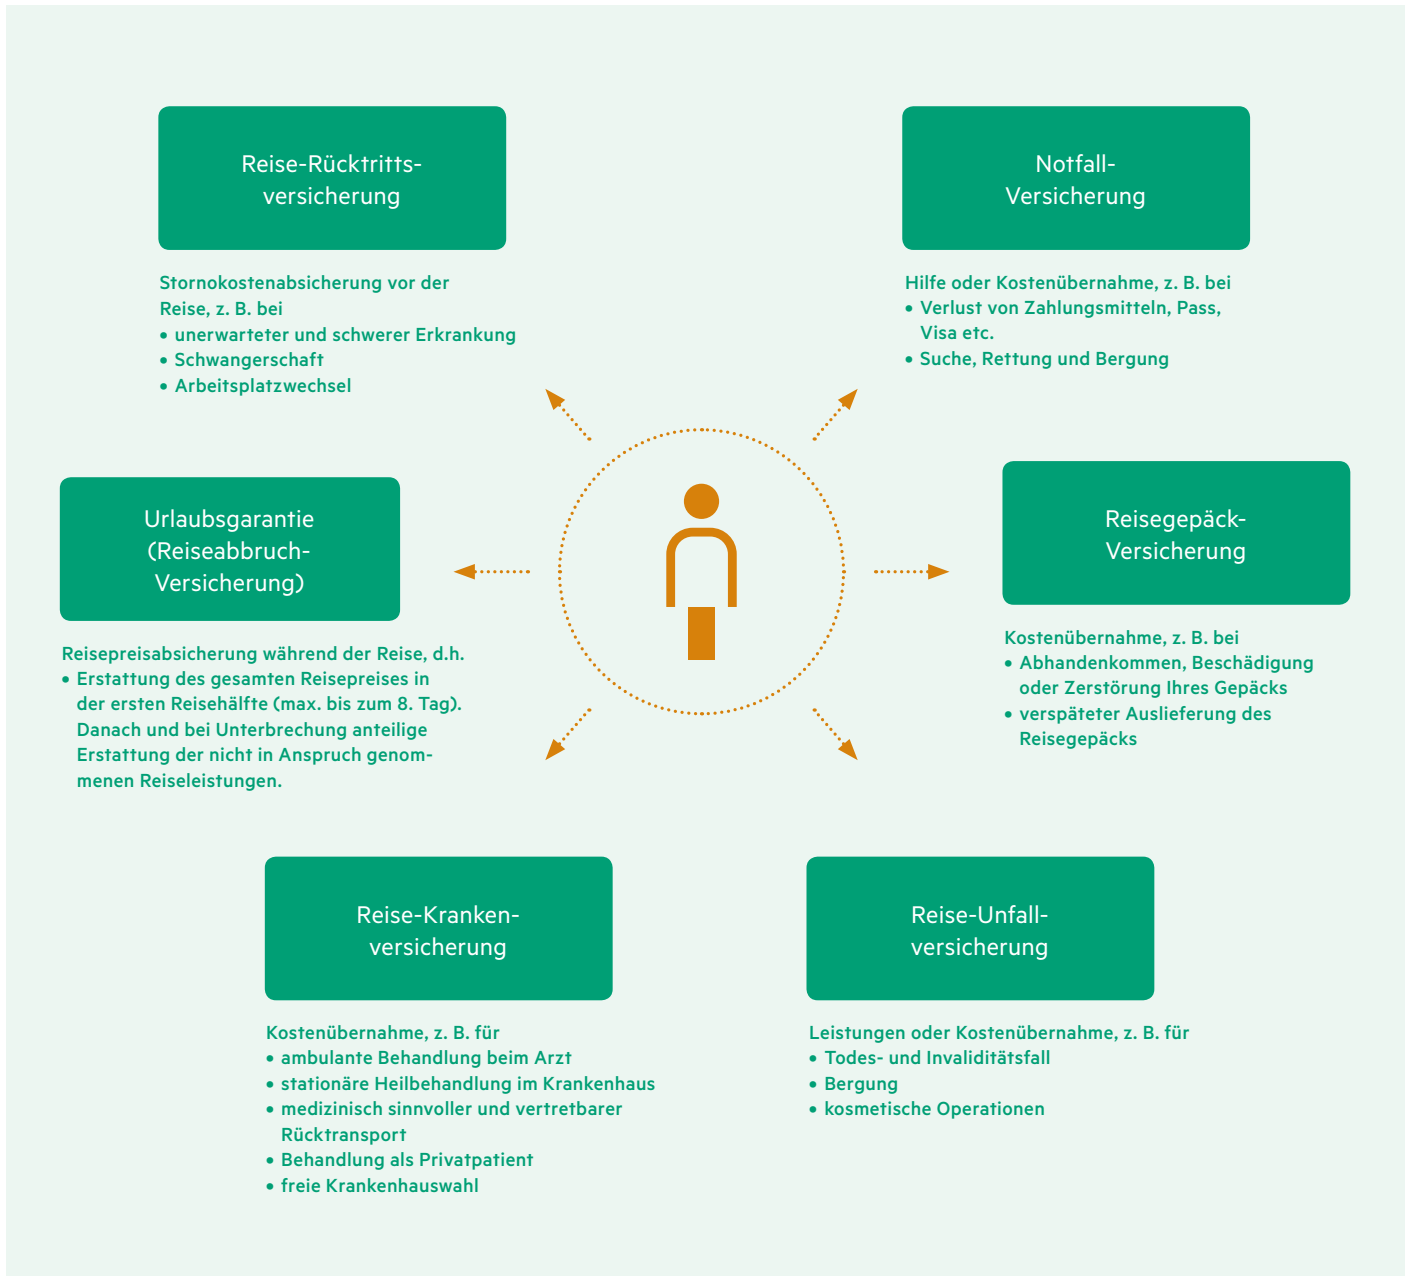 Reise-Rücktritts-
versicherung
Stornokostenabsicherung vor der
Reise, z. B. bei
• unerwarteter und schwerer Erkrankung
• Schwangerschaft
• Arbeitsplatzwechsel
Notfall-
Versicherung
Hilfe oder Kostenübernahme, z. B. bei
• Verlust von Zahlungsmitteln, Pass,
Visa etc.
• Suche, Rettung und Bergung
Urlaubsgarantie
(Reiseabbruch-
Versicherung)
Reisepreisabsicherung während der Reise, d.h.
• Erstattung des gesamten Reisepreises in
der ersten Reisehälfte (max. bis zum 8. Tag).
Danach und bei Unterbrechung anteilige
Erstattung der nicht in Anspruch genom-
menen Reiseleistungen.
Reisegepäck-
Versicherung
Kostenübernahme, z. B. bei
• Abhandenkommen, Beschädigung
oder Zerstörung Ihres Gepäcks
• verspäteter Auslieferung des
Reisegepäcks
Reise-Kranken-
versicherung
Kostenübernahme, z. B. für
• ambulante Behandlung beim Arzt
• stationäre Heilbehandlung im Krankenhaus
• medizinisch sinnvoller und vertretbarer
Rücktransport
• Behandlung als Privatpatient
• freie Krankenhauswahl
Reise-Unfall-
versicherung
Leistungen oder Kostenübernahme, z. B. für
• Todes- und Invaliditätsfall
• Bergung
• kosmetische Operationen